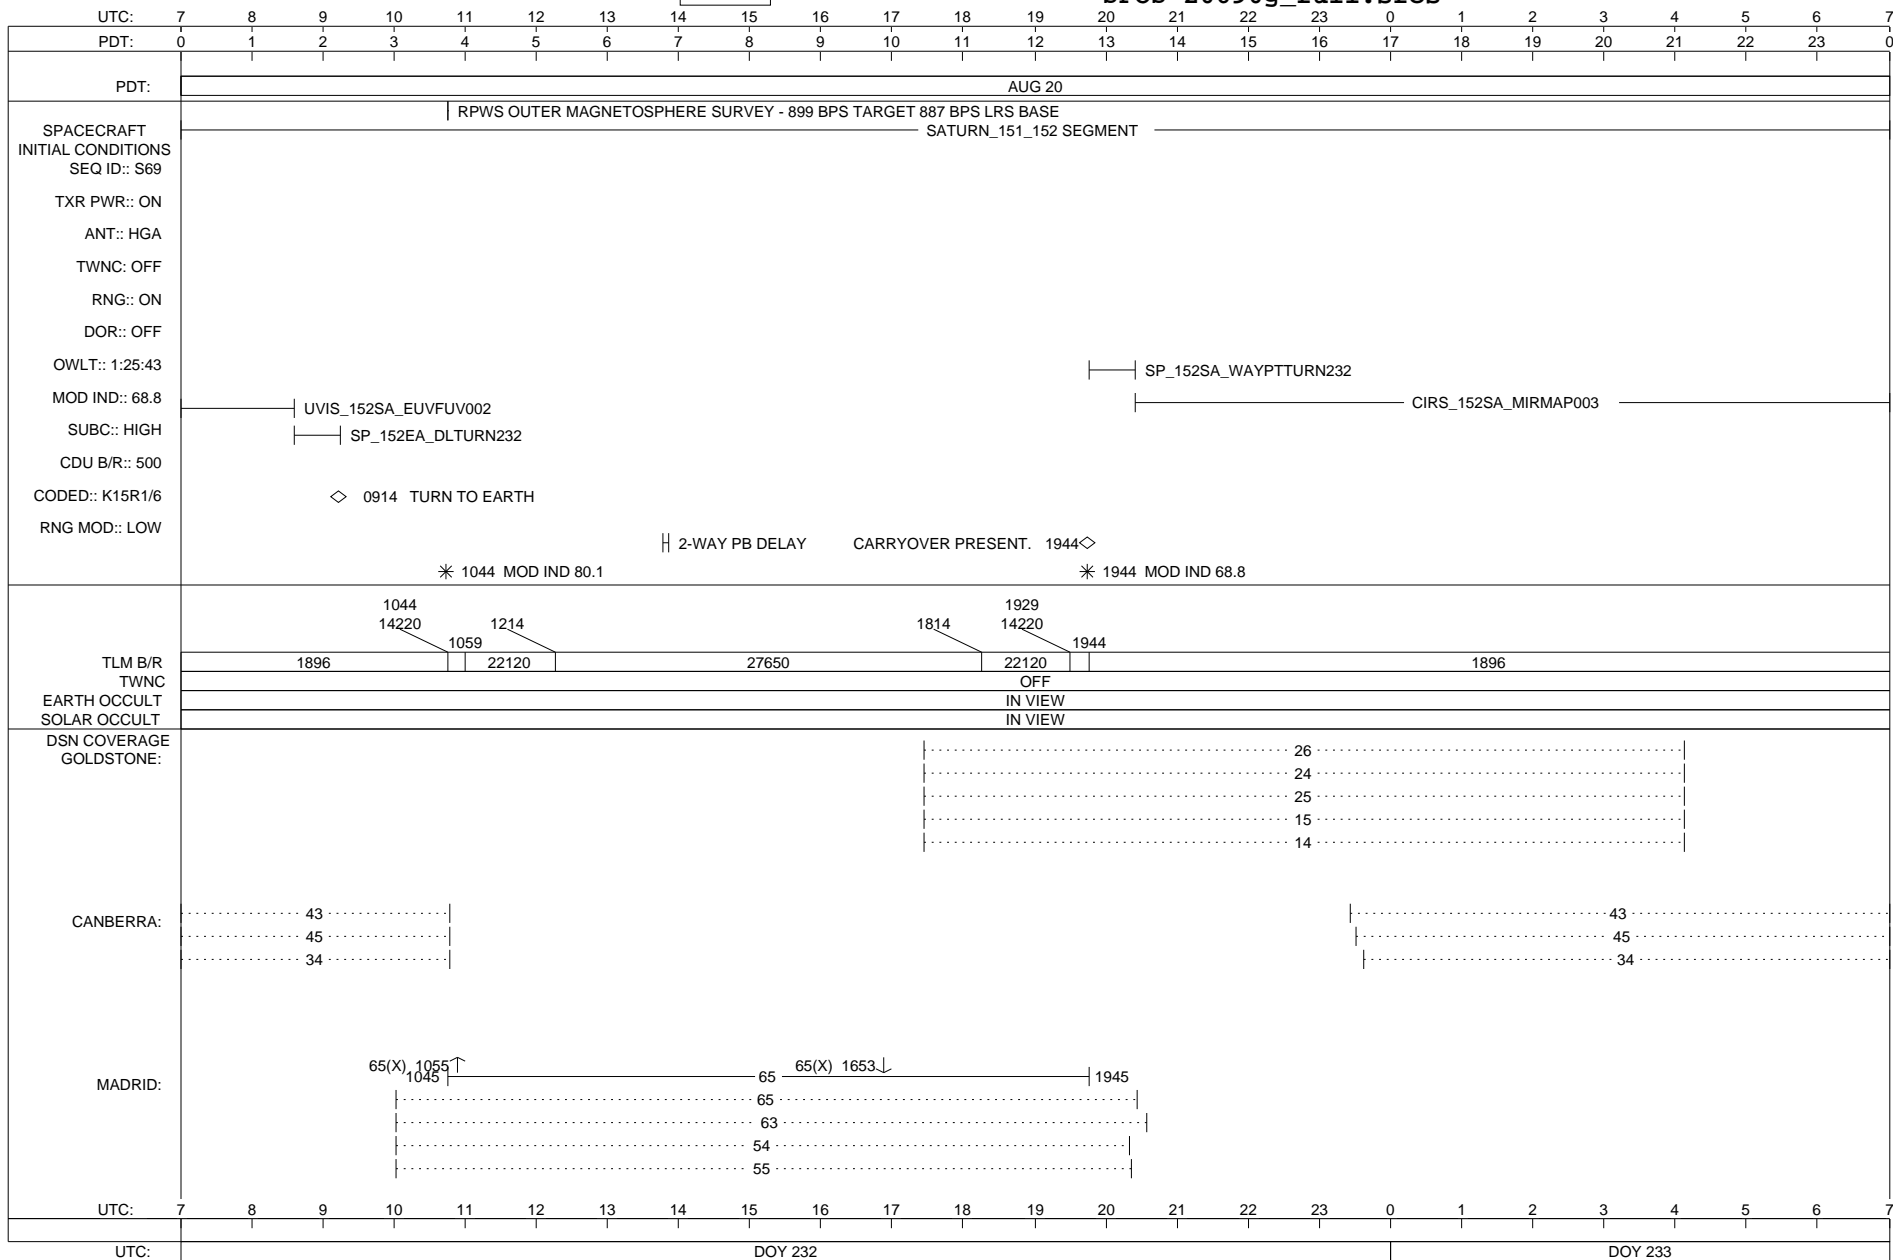 UTC: 7 8 9 10 11 12 13 14 15 16 17 18 19 20 21 22 23 0 1 2 3 4 5 6 7
PDT: 0 1 2 3 4 5 6 7 8 9 10 11 12 13 14 15 16 17 18 19 20 21 22 23 0
PDT: AUG 20
RPWS OUTER MAGNETOSPHERE SURVEY - 899 BPS TARGET 887 BPS LRS BASE
SPACECRAFT SATURN_151_152 SEGMENT
INITIAL CONDITIONS
SEQ ID:: S69
TXR PWR:: ON
ANT:: HGA
TWNC: OFF
RNG:: ON
DOR:: OFF
OWLT:: 1:25:43 SP_152SA_WAYPTTURN232
MOD IND:: 68.8 UVIS_152SA_EUVFUV002 CIRS_152SA_MIRMAP003
SUBC:: HIGH SP_152EA_DLTURN232
CDU B/R:: 500
CODED:: K15R1/6 0914 TURN TO EARTH
RNG MOD:: LOW
2-WAY PB DELAY CARRYOVER PRESENT. 1944
1044 MOD IND 80.1 1944 MOD IND 68.8
1044 1929
14220 1214 1814 14220
1059 1944
TLM B/R 1896 22120 27650 22120 1896
TWNC OFF
EARTH OCCULT IN VIEW
SOLAR OCCULT IN VIEW
DSN COVERAGE
GOLDSTONE: 26
24
25
15
14
CANBERRA: 43 43
45 45
34 34
65(X) 1055 65(X) 1653
MADRID: 1045 65 1945
65
63
54
55
UTC: 7 8 9 10 11 12 13 14 15 16 17 18 19 20 21 22 23 0 1 2 3 4 5 6 7
UTC: DOY 232 DOY 233